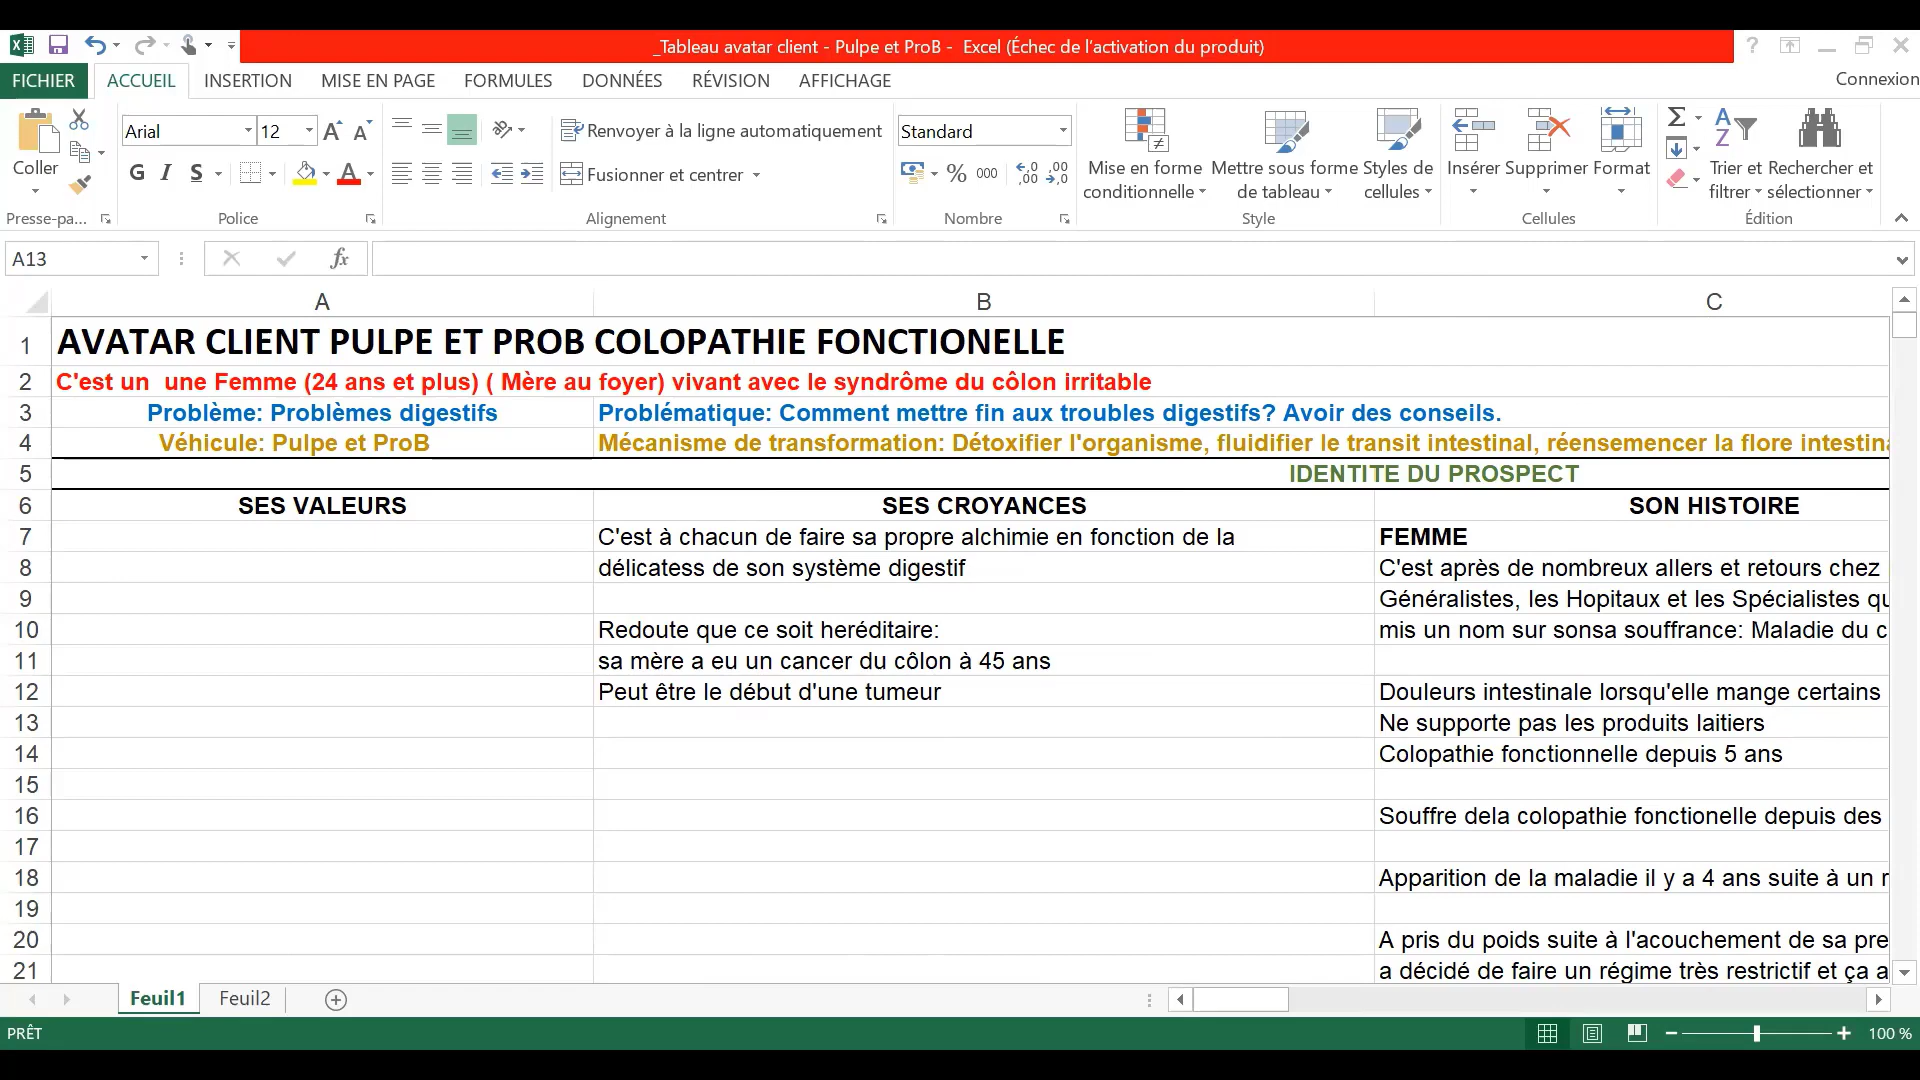 _Tableau avatar client - Pulpe et ProB - Excel (Échec de l'activation du produit)
FICHIER ACCUEIL INSERTION MISE EN PAGE FORMULES DONNÉES RÉVISION AFFICHAGE Connexion
Coller
Arial 12
G I S
Renvoyer à la ligne automatiquement
Fusionner et centrer
Standard
% 000
Mise en forme conditionnelle
Mettre sous forme de tableau
Styles de cellules
Insérer Supprimer Format
Trier et filtrer
Rechercher et sélectionner
Presse-pa... Police Alignement Nombre Style Cellules Édition
A13 fx
A B C
1 AVATAR CLIENT PULPE ET PROB COLOPATHIE FONCTIONELLE
2 C'est un une Femme (24 ans et plus) ( Mère au foyer) vivant avec le syndrôme du côlon irritable
3 Problème: Problèmes digestifs Problématique: Comment mettre fin aux troubles digestifs? Avoir des conseils.
4 Véhicule: Pulpe et ProB Mécanisme de transformation: Détoxifier l'organisme, fluidifier le transit intestinal, réensemencer la flore intestina
5 IDENTITE DU PROSPECT
6 SES VALEURS SES CROYANCES SON HISTOIRE
7 C'est à chacun de faire sa propre alchimie en fonction de la FEMME
8 délicatess de son système digestif C'est après de nombreux allers et retours chez
9 Généralistes, les Hopitaux et les Spécialistes qu
10 Redoute que ce soit heréditaire: mis un nom sur sonsa souffrance: Maladie du c
11 sa mère a eu un cancer du côlon à 45 ans
12 Peut être le début d'une tumeur Douleurs intestinale lorsqu'elle mange certains
13 Ne supporte pas les produits laitiers
14 Colopathie fonctionnelle depuis 5 ans
15
16 Souffre dela colopathie fonctionelle depuis des
17
18 Apparition de la maladie il y a 4 ans suite à un r
19
20 A pris du poids suite à l'acouchement de sa pre
21 a décidé de faire un régime très restrictif et ça a
Feuil1 Feuil2
PRÊT 100 %